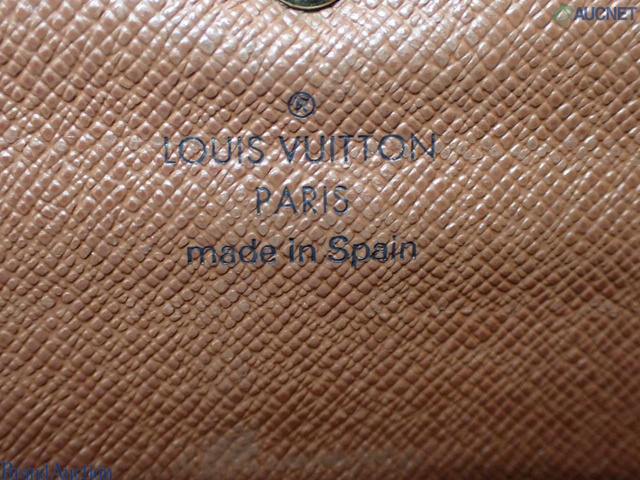 AUCNET
LOUIS VUITTON
PARIS
made in Spain
Brand Auction